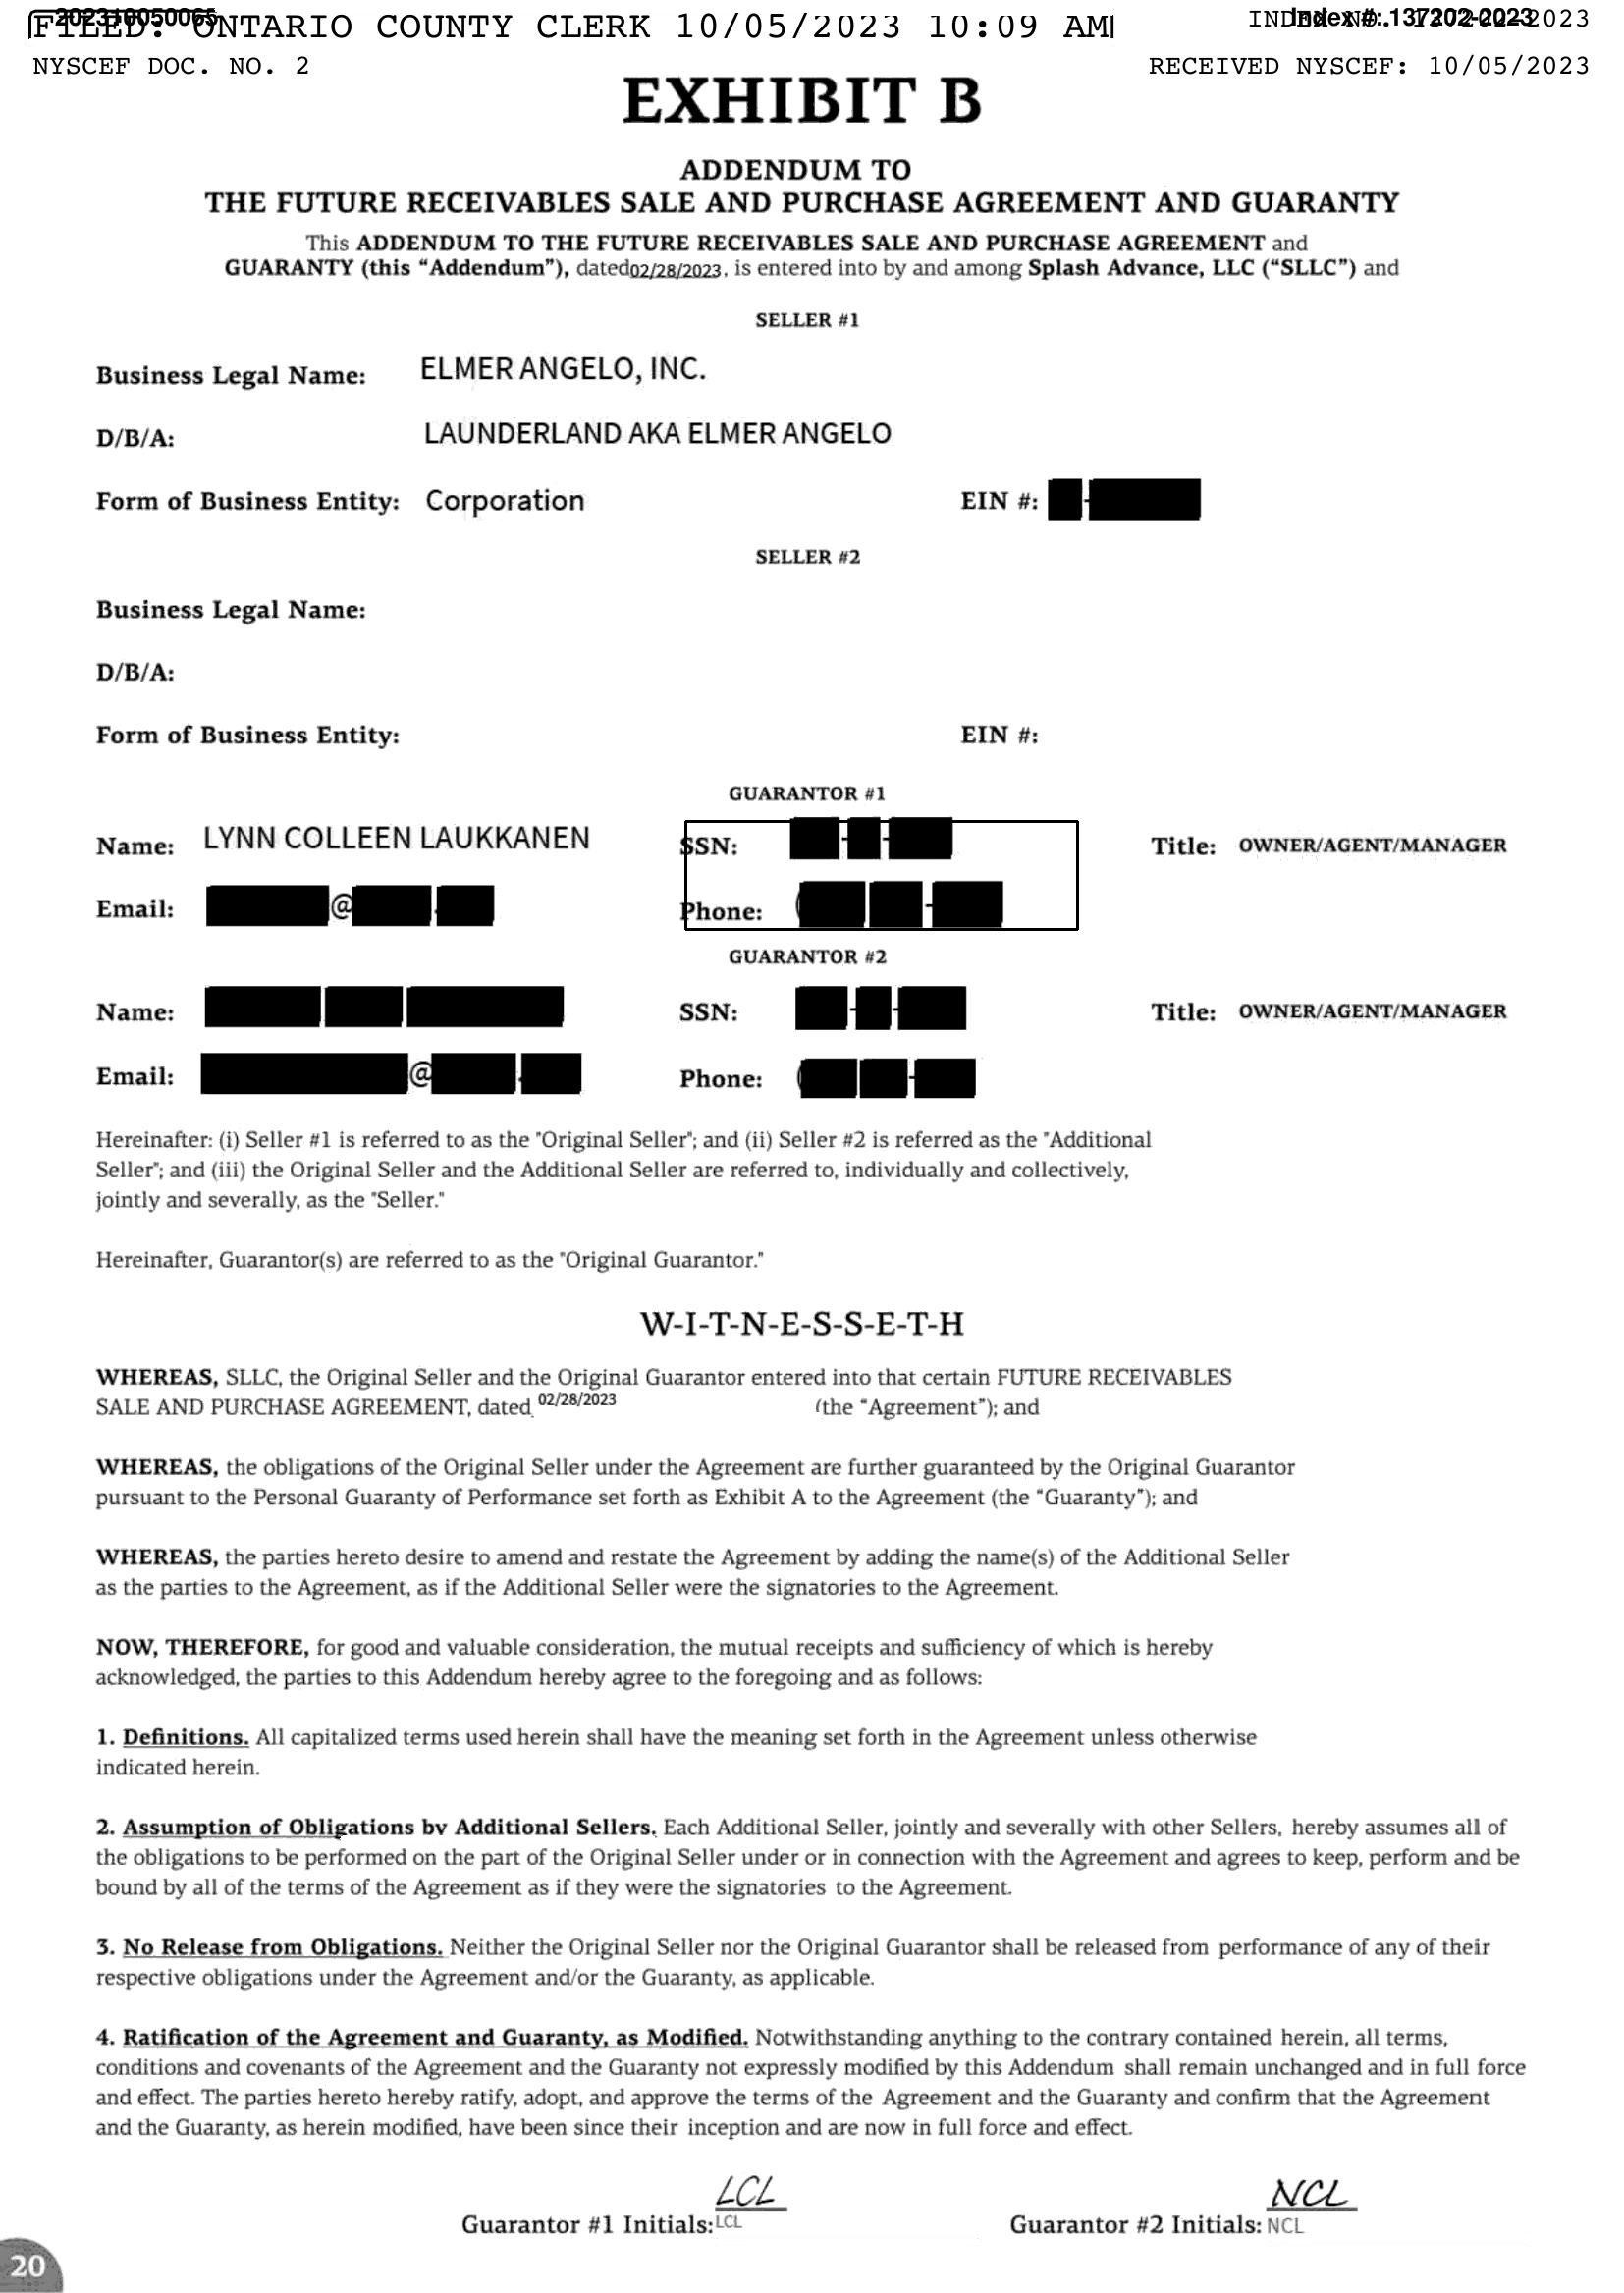 202310050065
FILED: ONTARIO COUNTY CLERK 10/05/2023 10:09 AM
INDEX NO. 137202-2023
Index #: 137202-2023
NYSCEF DOC. NO. 2
RECEIVED NYSCEF: 10/05/2023
EXHIBIT B
ADDENDUM TO
THE FUTURE RECEIVABLES SALE AND PURCHASE AGREEMENT AND GUARANTY
This ADDENDUM TO THE FUTURE RECEIVABLES SALE AND PURCHASE AGREEMENT and
GUARANTY (this “Addendum”), dated 02/28/2023, is entered into by and among Splash Advance, LLC (“SLLC”) and
SELLER #1
Business Legal Name: ELMER ANGELO, INC.
D/B/A: LAUNDERLAND AKA ELMER ANGELO
Form of Business Entity: Corporation EIN #: -
SELLER #2
Business Legal Name:
D/B/A:
Form of Business Entity: EIN #:
GUARANTOR #1
Name: LYNN COLLEEN LAUKKANEN SSN: - - Title: OWNER/AGENT/MANAGER
Email: @ . Phone: ( -
GUARANTOR #2
Name: SSN: - - Title: OWNER/AGENT/MANAGER
Email: @ . Phone: ( -
Hereinafter: (i) Seller #1 is referred to as the "Original Seller"; and (ii) Seller #2 is referred as the "Additional
Seller"; and (iii) the Original Seller and the Additional Seller are referred to, individually and collectively,
jointly and severally, as the "Seller."
Hereinafter, Guarantor(s) are referred to as the "Original Guarantor."
W-I-T-N-E-S-S-E-T-H
WHEREAS, SLLC, the Original Seller and the Original Guarantor entered into that certain FUTURE RECEIVABLES
SALE AND PURCHASE AGREEMENT, dated 02/28/2023 (the “Agreement”); and
WHEREAS, the obligations of the Original Seller under the Agreement are further guaranteed by the Original Guarantor
pursuant to the Personal Guaranty of Performance set forth as Exhibit A to the Agreement (the “Guaranty”); and
WHEREAS, the parties hereto desire to amend and restate the Agreement by adding the name(s) of the Additional Seller
as the parties to the Agreement, as if the Additional Seller were the signatories to the Agreement.
NOW, THEREFORE, for good and valuable consideration, the mutual receipts and sufficiency of which is hereby
acknowledged, the parties to this Addendum hereby agree to the foregoing and as follows:
1. Definitions. All capitalized terms used herein shall have the meaning set forth in the Agreement unless otherwise
indicated herein.
2. Assumption of Obligations by Additional Sellers. Each Additional Seller, jointly and severally with other Sellers, hereby assumes all of
the obligations to be performed on the part of the Original Seller under or in connection with the Agreement and agrees to keep, perform and be
bound by all of the terms of the Agreement as if they were the signatories to the Agreement.
3. No Release from Obligations. Neither the Original Seller nor the Original Guarantor shall be released from performance of any of their
respective obligations under the Agreement and/or the Guaranty, as applicable.
4. Ratification of the Agreement and Guaranty, as Modified. Notwithstanding anything to the contrary contained herein, all terms,
conditions and covenants of the Agreement and the Guaranty not expressly modified by this Addendum shall remain unchanged and in full force
and effect. The parties hereto hereby ratify, adopt, and approve the terms of the Agreement and the Guaranty and confirm that the Agreement
and the Guaranty, as herein modified, have been since their inception and are now in full force and effect.
LCL NCL
Guarantor #1 Initials: LCL Guarantor #2 Initials: NCL
20